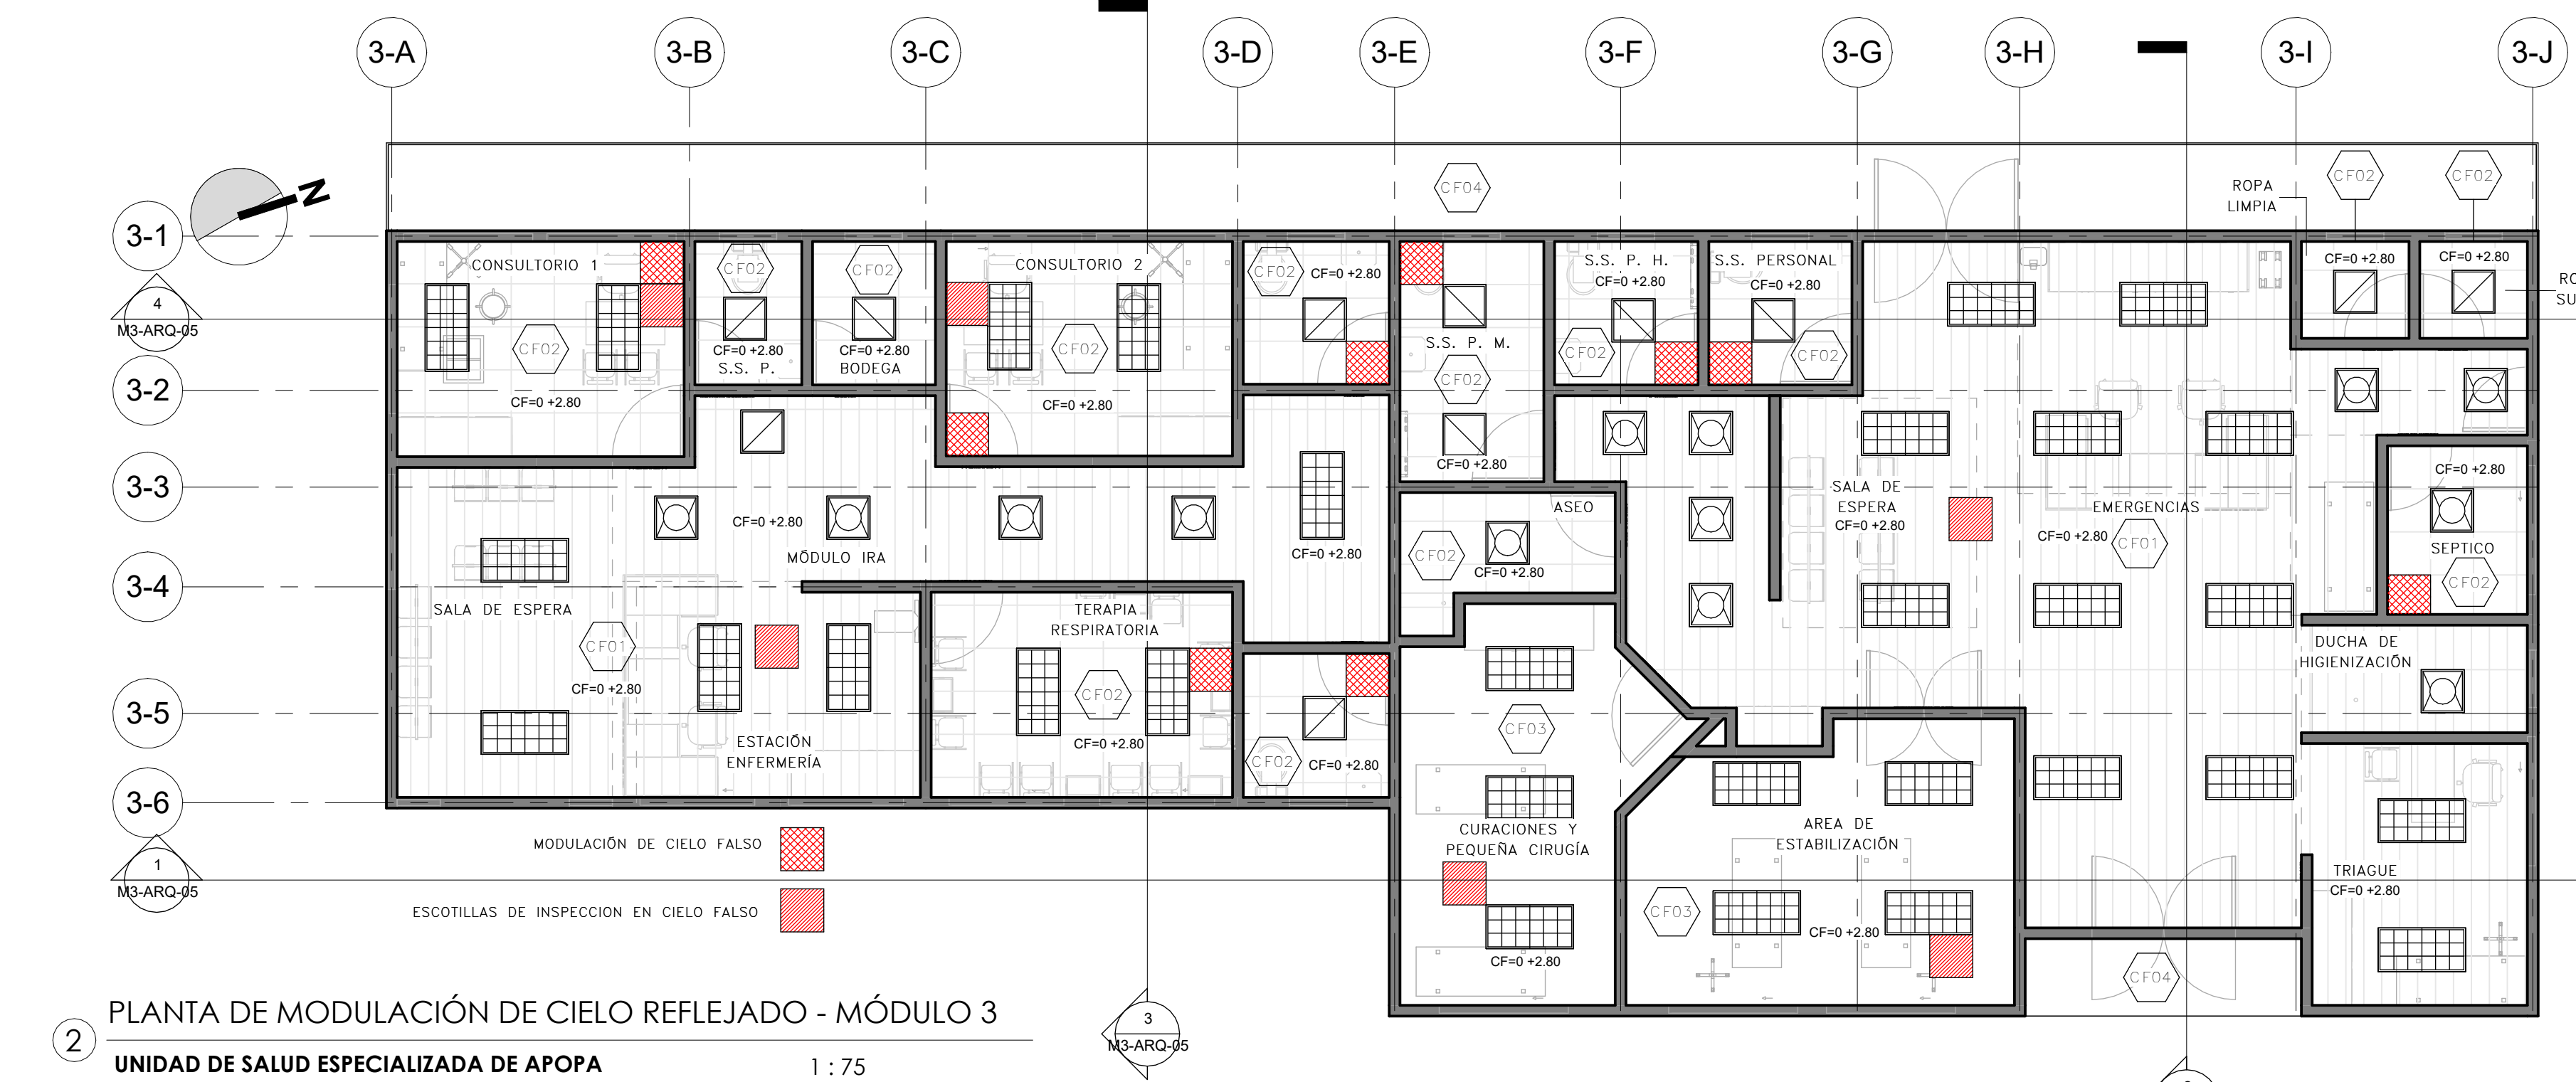 3-A
3-B
3-C
3-D
3-E
3-F
3-G
3-H
3-I
3-J
N
3-1
3-2
3-3
3-4
3-5
3-6
4
M3-ARQ-05
1
M3-ARQ-05
3
M3-ARQ-05
CF04
ROPA
LIMPIA
CF02
CF02
CF=0 +2.80
CF=0 +2.80
CONSULTORIO 1
CF02
CF=0 +2.80
CF02
CF=0 +2.80
S.S. P.
CF02
CF=0 +2.80
BODEGA
CONSULTORIO 2
CF02
CF=0 +2.80
CF02
CF=0 +2.80
S.S. P. M.
CF02
CF=0 +2.80
S.S. P. H.
CF=0 +2.80
CF02
S.S. PERSONAL
CF=0 +2.80
CF02
CF=0 +2.80
MÓDULO IRA
CF=0 +2.80
ASEO
CF02
CF=0 +2.80
SALA DE
ESPERA
CF=0 +2.80
EMERGENCIAS
CF=0 +2.80
CF01
CF=0 +2.80
SEPTICO
CF02
SALA DE ESPERA
CF01
CF=0 +2.80
ESTACIÓN
ENFERMERÍA
TERAPIA
RESPIRATORIA
CF02
CF=0 +2.80
CF02
CF=0 +2.80
CF03
CURACIONES Y
PEQUEÑA CIRUGÍA
CF=0 +2.80
AREA DE
ESTABILIZACIÓN
CF03
CF=0 +2.80
DUCHA DE
HIGIENIZACIÓN
TRIAGUE
CF=0 +2.80
CF04
MODULACIÓN DE CIELO FALSO
ESCOTILLAS DE INSPECCION EN CIELO FALSO
2
PLANTA DE MODULACIÓN DE CIELO REFLEJADO - MÓDULO 3
UNIDAD DE SALUD ESPECIALIZADA DE APOPA
1 : 75